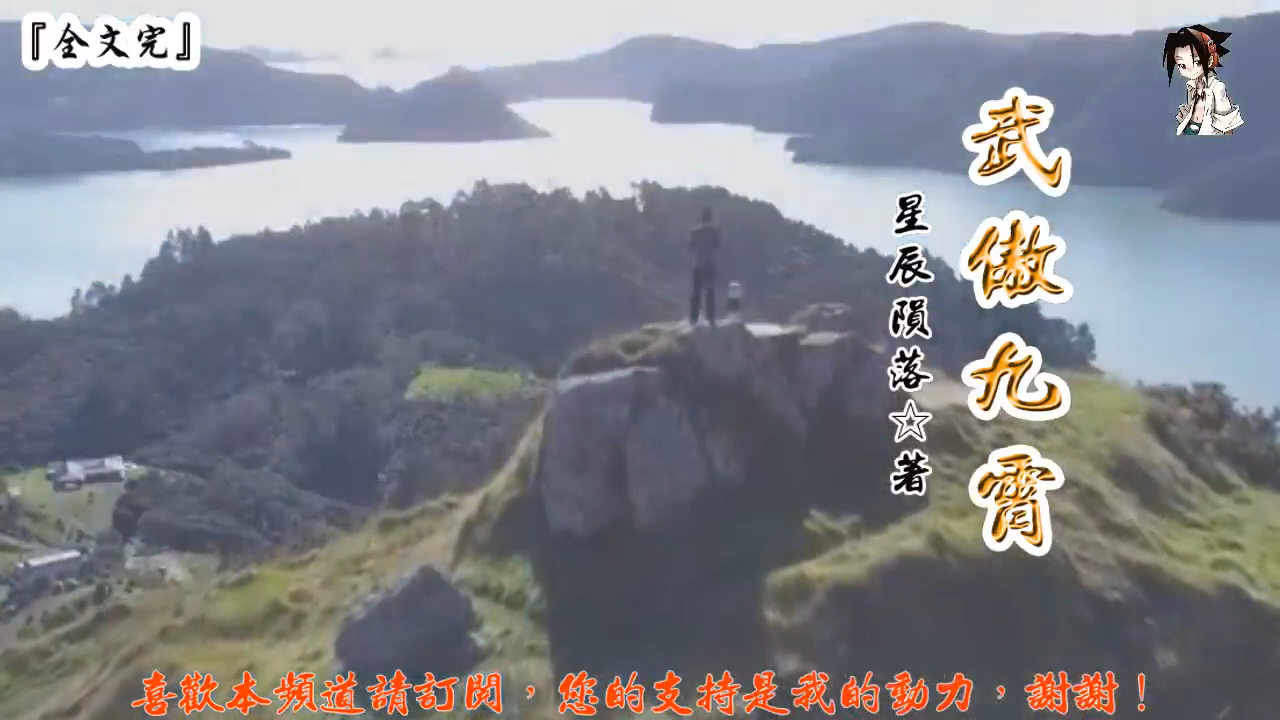 『全文完』
武傲九霄
星辰隕落☆著
喜歡本頻道請訂閱，您的支持是我的動力，謝謝！